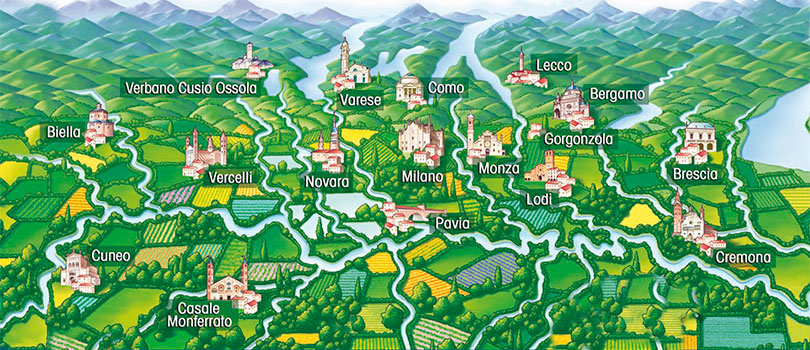 Lecco
Verbano Cusio Ossola
Varese
Como
Bergamo
Biella
Gorgonzola
Vercelli
Novara
Milano
Monza
Brescia
Lodi
Pavia
Cuneo
Cremona
Casale
Monferrato